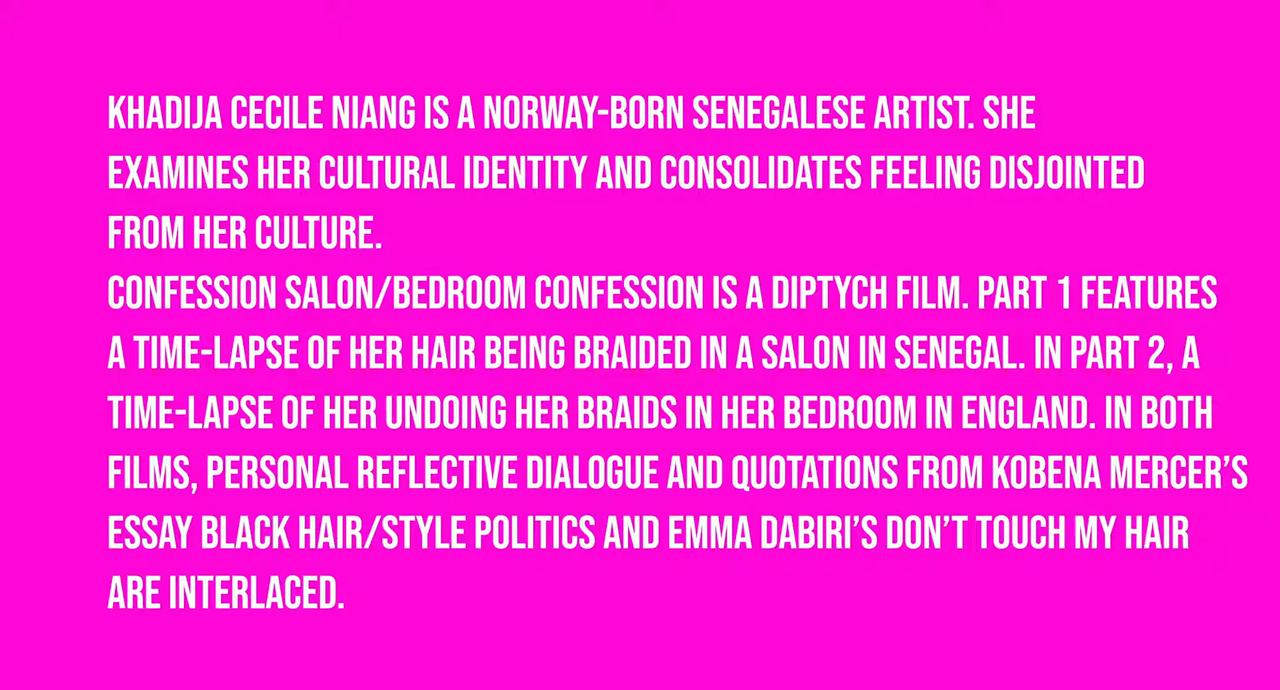 KHADIJA CECILE NIANG IS A NORWAY-BORN SENEGALESE ARTIST. SHE
EXAMINES HER CULTURAL IDENTITY AND CONSOLIDATES FEELING DISJOINTED
FROM HER CULTURE.
CONFESSION SALON/BEDROOM CONFESSION IS A DIPTYCH FILM. PART 1 FEATURES
A TIME-LAPSE OF HER HAIR BEING BRAIDED IN A SALON IN SENEGAL. IN PART 2, A
TIME-LAPSE OF HER UNDOING HER BRAIDS IN HER BEDROOM IN ENGLAND. IN BOTH
FILMS, PERSONAL REFLECTIVE DIALOGUE AND QUOTATIONS FROM KOBENA MERCER’S
ESSAY BLACK HAIR/STYLE POLITICS AND EMMA DABIRI’S DON’T TOUCH MY HAIR
ARE INTERLACED.